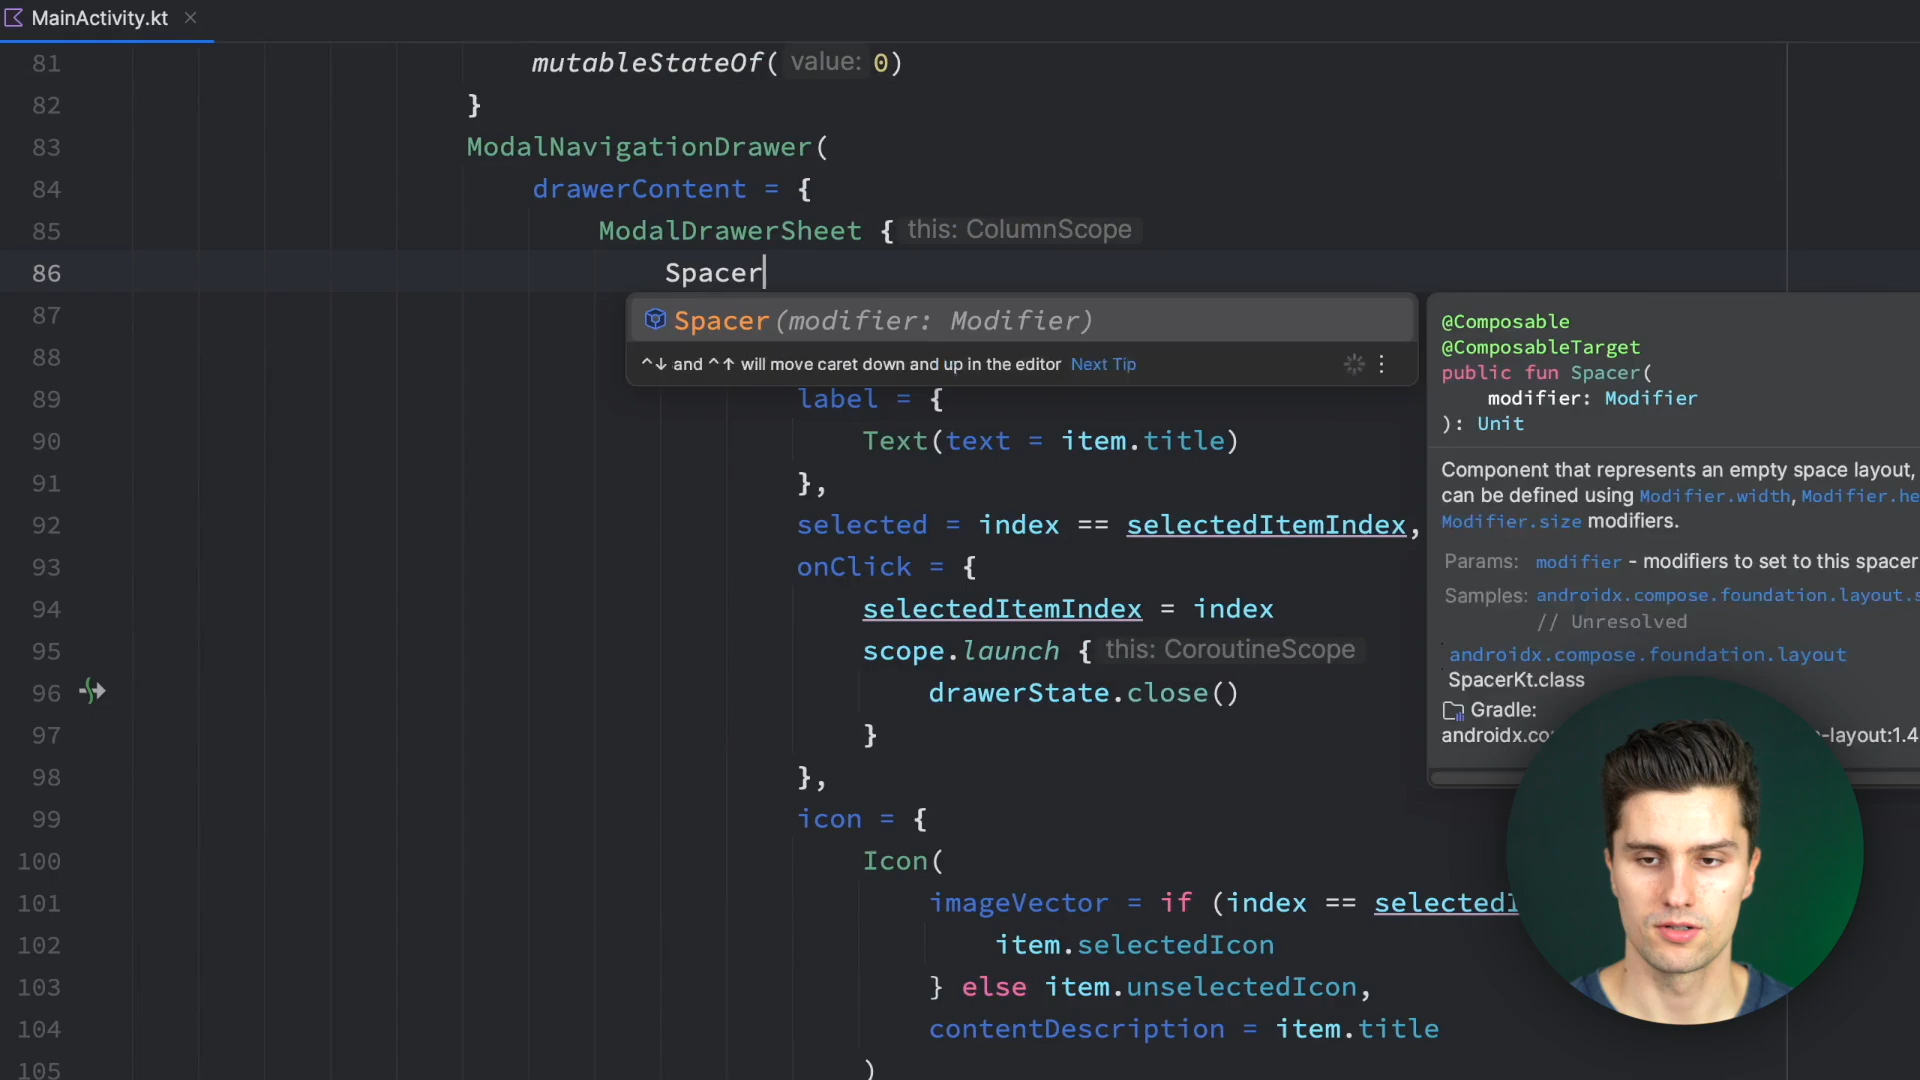 MainActivity.kt
81 mutableStateOf( value: 0)
82 }
83 ModalNavigationDrawer(
84 drawerContent = {
85 ModalDrawerSheet { this: ColumnScope
86 Spacer
87
88
89 label = {
90 Text(text = item.title)
91 },
92 selected = index == selectedItemIndex,
93 onClick = {
94 selectedItemIndex = index
95 scope.launch { this: CoroutineScope
96 drawerState.close()
97 }
98 },
99 icon = {
100 Icon(
101 imageVector = if (index == selectedI
102 item.selectedIcon
103 } else item.unselectedIcon,
104 contentDescription = item.title
105 )
Spacer(modifier: Modifier)
^↓ and ^↑ will move caret down and up in the editor Next Tip
@Composable
@ComposableTarget
public fun Spacer(
modifier: Modifier
): Unit
Component that represents an empty space layout,
can be defined using Modifier.width, Modifier.he
Modifier.size modifiers.
Params: modifier - modifiers to set to this spacer
Samples: androidx.compose.foundation.layout.s
// Unresolved
androidx.compose.foundation.layout
SpacerKt.class
Gradle:
androidx.co -layout:1.4